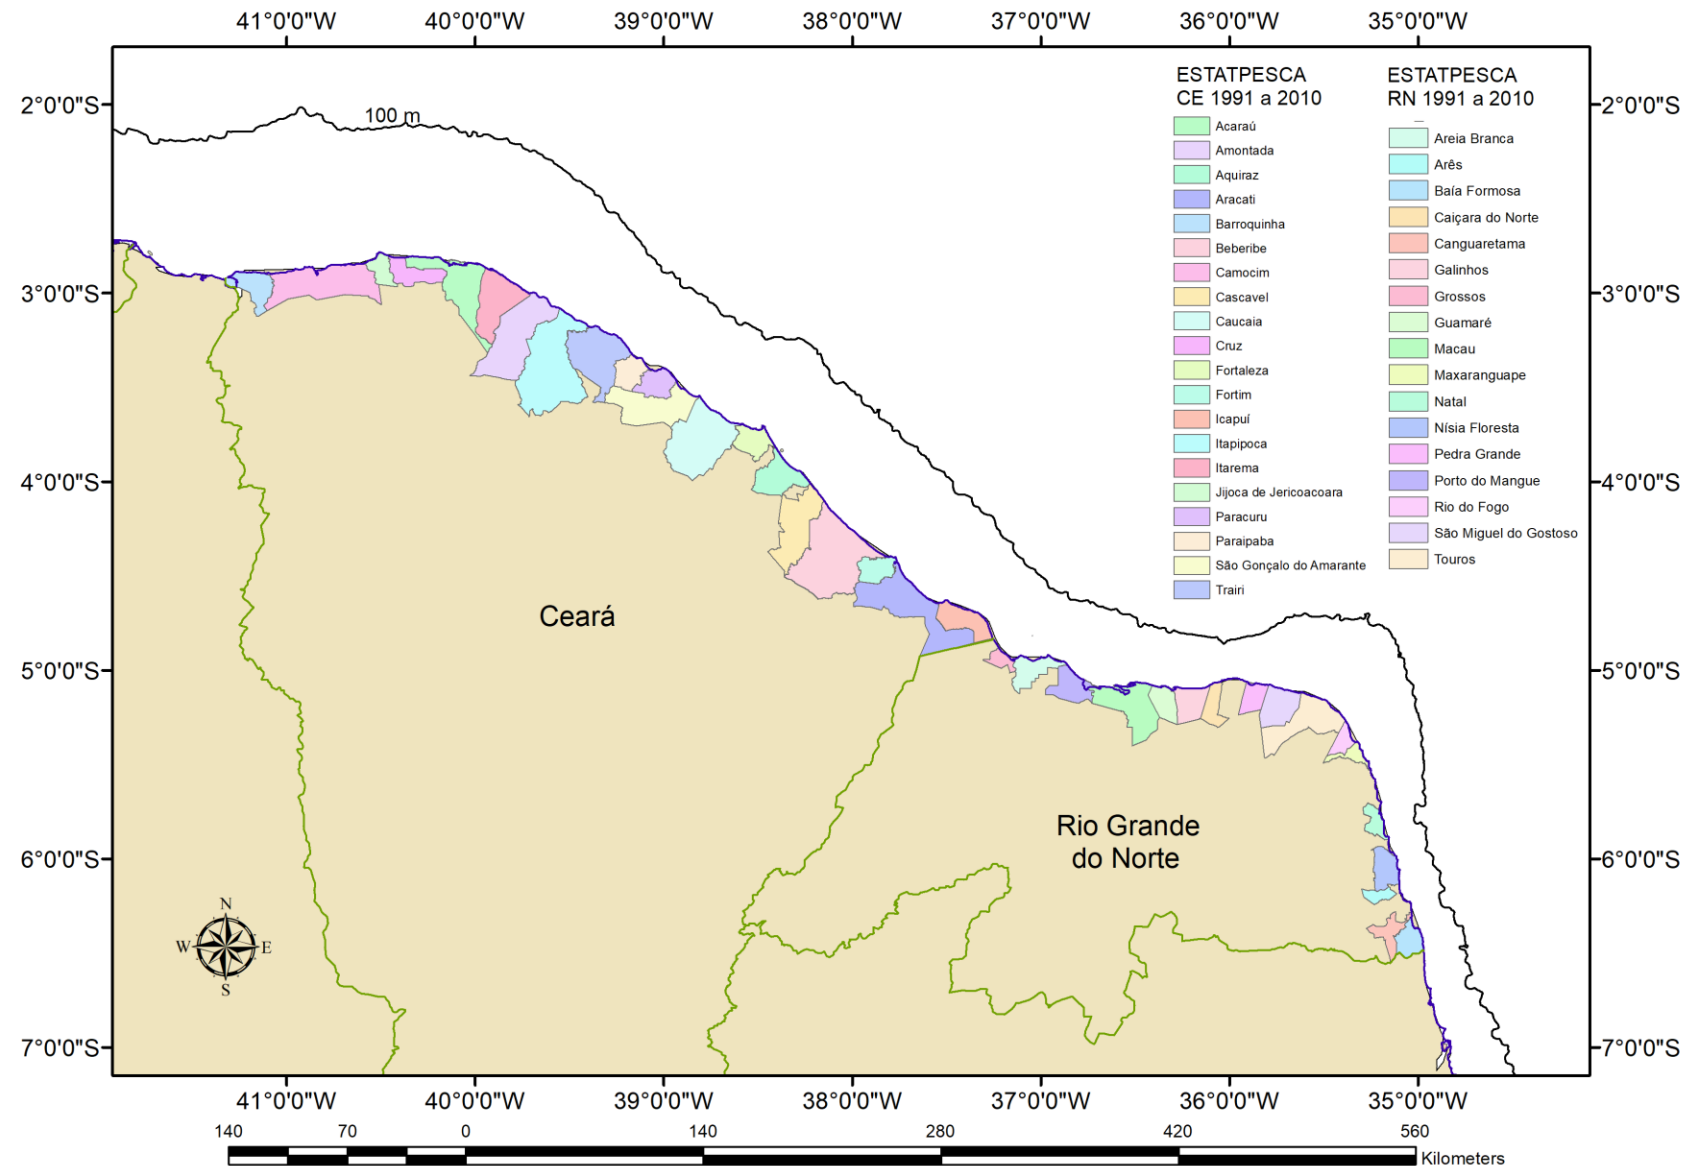 41°0'0"W 40°0'0"W 39°0'0"W 38°0'0"W 37°0'0"W 36°0'0"W 35°0'0"W
2°0'0"S
3°0'0"S
4°0'0"S
5°0'0"S
6°0'0"S
7°0'0"S
100 m
Ceará
Rio Grande
do Norte
N
W E
S
ESTATPESCA
CE 1991 a 2010
Acaraú
Amontada
Aquiraz
Aracati
Barroquinha
Beberibe
Camocim
Cascavel
Caucaia
Cruz
Fortaleza
Fortim
Icapuí
Itapipoca
Itarema
Jijoca de Jericoacoara
Paracuru
Paraipaba
São Gonçalo do Amarante
Trairi
ESTATPESCA
RN 1991 a 2010
Areia Branca
Arês
Baía Formosa
Caiçara do Norte
Canguaretama
Galinhos
Grossos
Guamaré
Macau
Maxaranguape
Natal
Nísia Floresta
Pedra Grande
Porto do Mangue
Rio do Fogo
São Miguel do Gostoso
Touros
2°0'0"S
3°0'0"S
4°0'0"S
5°0'0"S
6°0'0"S
7°0'0"S
41°0'0"W 40°0'0"W 39°0'0"W 38°0'0"W 37°0'0"W 36°0'0"W 35°0'0"W
140 70 0 140 280 420 560
Kilometers